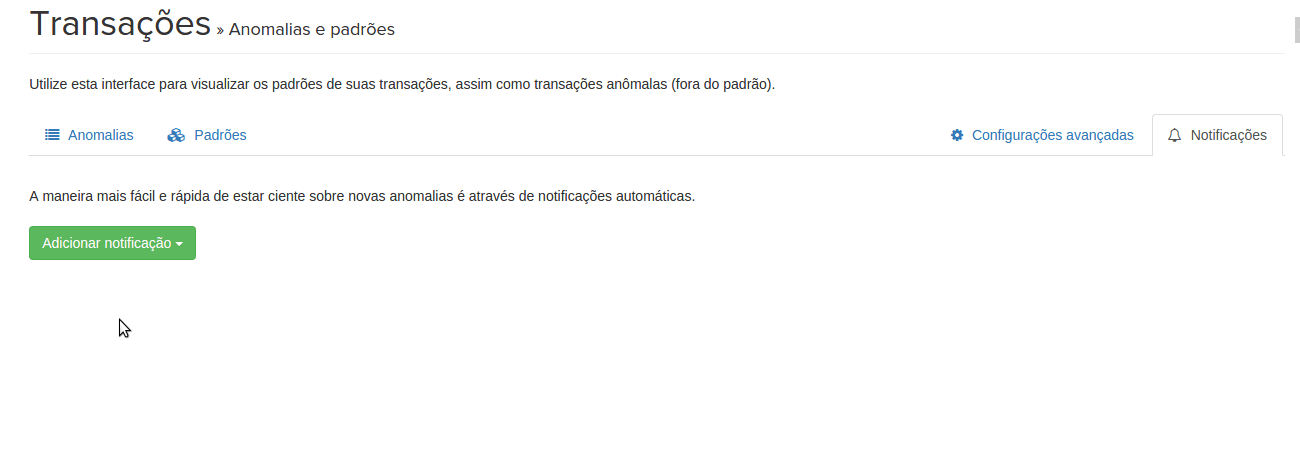 Transações » Anomalias e padrões
Utilize esta interface para visualizar os padrões de suas transações, assim como transações anômalas (fora do padrão).
Anomalias Padrões Configurações avançadas Notificações
A maneira mais fácil e rápida de estar ciente sobre novas anomalias é através de notificações automáticas.
Adicionar notificação